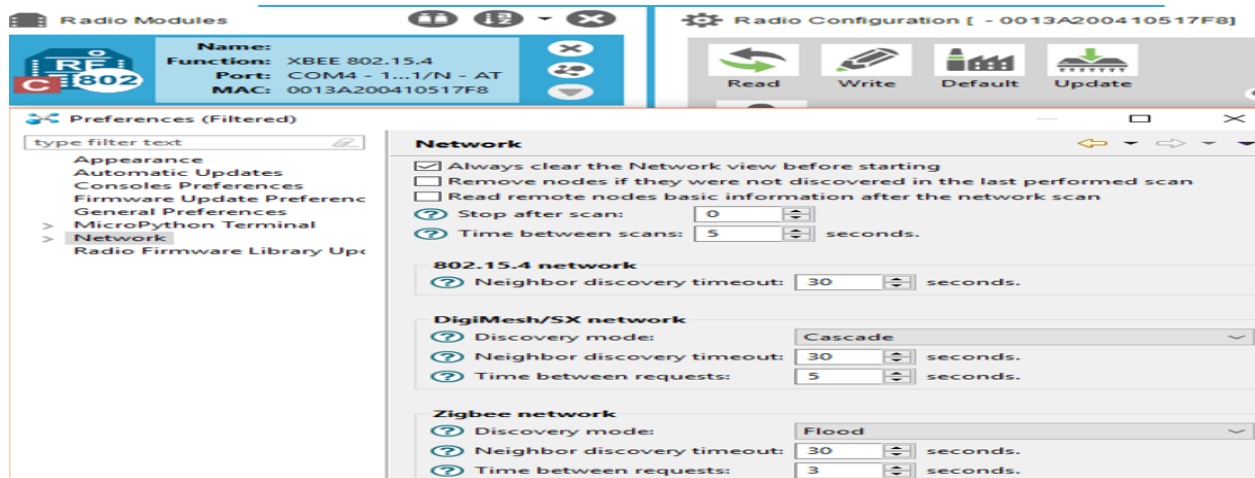 Radio Modules
Radio Configuration [ - 0013A200410517F8]
RF
C 802
Name:
Function: XBEE 802.15.4
Port: COM4 - 1...1/N - AT
MAC: 0013A200410517F8
Read
Write
Default
Update
Preferences (Filtered)
type filter text
Appearance
Automatic Updates
Consoles Preferences
Firmware Update Preferenc
General Preferences
> MicroPython Terminal
> Network
Radio Firmware Library Up
Network
Always clear the Network view before starting
Remove nodes if they were not discovered in the last performed scan
Read remote nodes basic information after the network scan
? Stop after scan: 0
? Time between scans: 5 seconds.
802.15.4 network
? Neighbor discovery timeout: 30 seconds.
DigiMesh/SX network
? Discovery mode: Cascade
? Neighbor discovery timeout: 30 seconds.
? Time between requests: 5 seconds.
Zigbee network
? Discovery mode: Flood
? Neighbor discovery timeout: 30 seconds.
? Time between requests: 3 seconds.